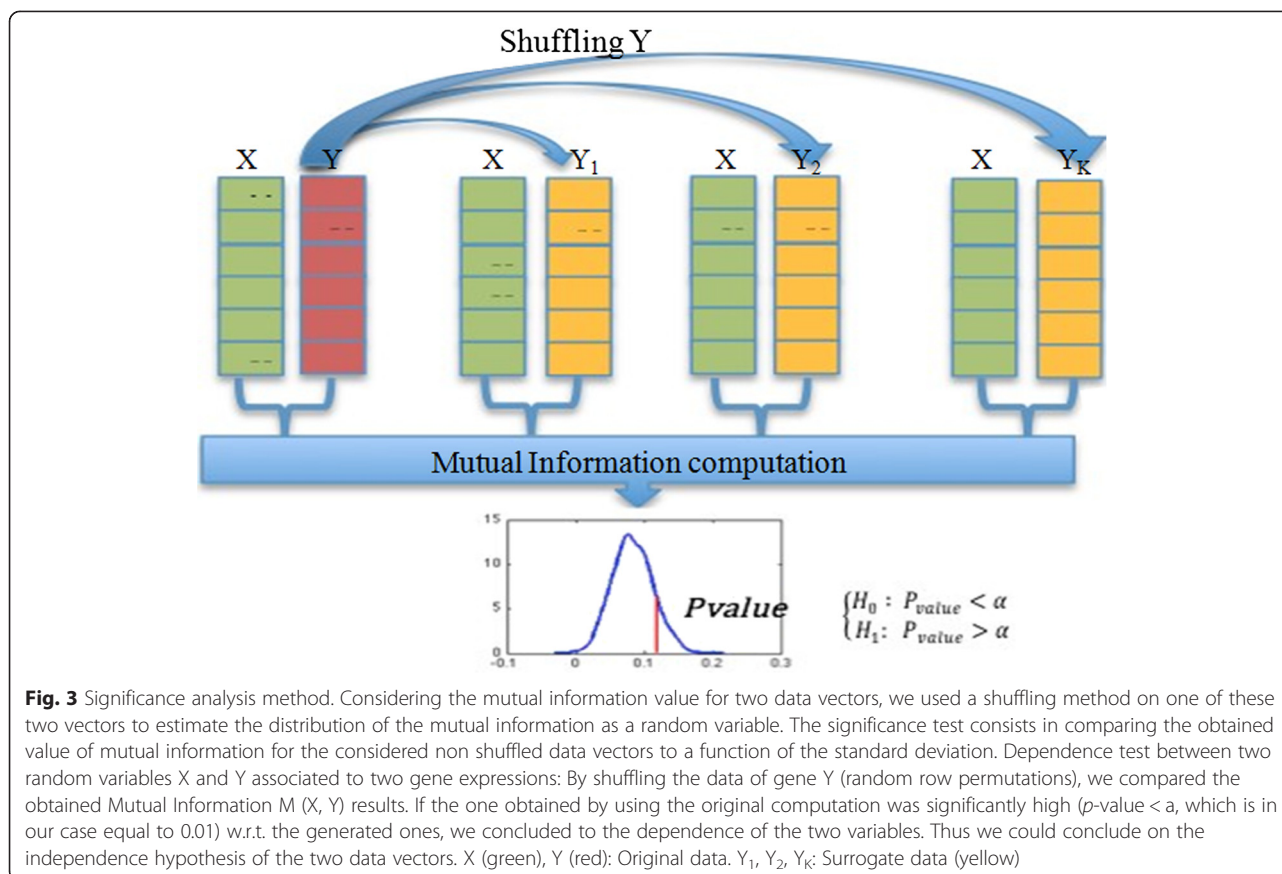 Shuffling Y
X Y X Y₁ X Y₂ X Y_K
- -
- - - - - - - -
- -
- -
- -
Mutual Information computation
15
10
5
0
-0.1 0 0.1 0.2 0.3
Pvalue
H₀ : P_value < α
H₁: P_value > α
Fig. 3 Significance analysis method. Considering the mutual information value for two data vectors, we used a shuffling method on one of these
two vectors to estimate the distribution of the mutual information as a random variable. The significance test consists in comparing the obtained
value of mutual information for the considered non shuffled data vectors to a function of the standard deviation. Dependence test between two
random variables X and Y associated to two gene expressions: By shuffling the data of gene Y (random row permutations), we compared the
obtained Mutual Information M (X, Y) results. If the one obtained by using the original computation was significantly high (p-value < a, which is in
our case equal to 0.01) w.r.t. the generated ones, we concluded to the dependence of the two variables. Thus we could conclude on the
independence hypothesis of the two data vectors. X (green), Y (red): Original data. Y₁, Y₂, Y_K: Surrogate data (yellow)